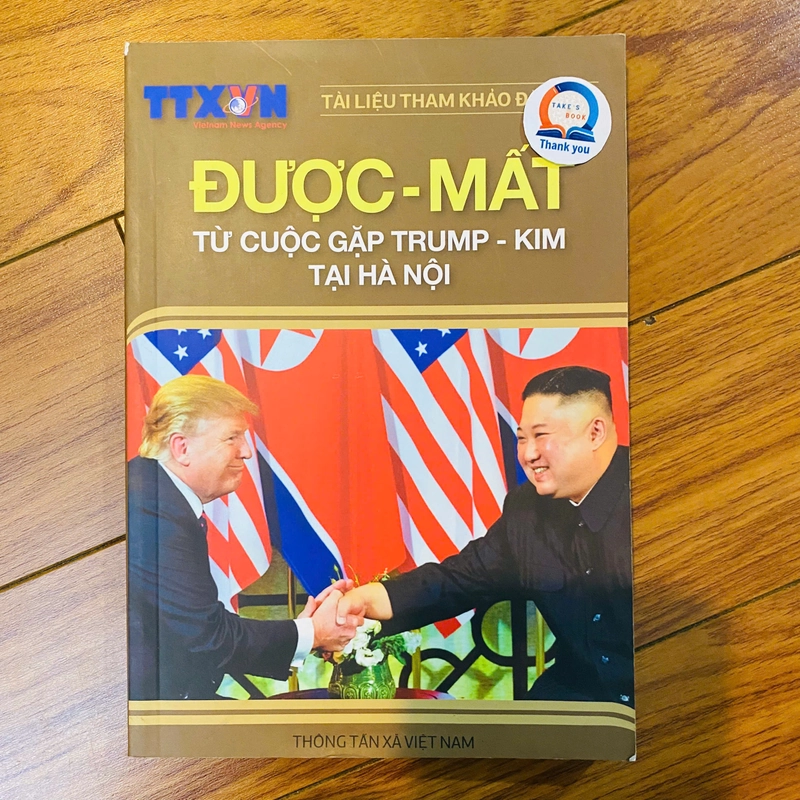 TTXVN
Vietnam News Agency
TÀI LIỆU THAM KHẢO
TAKE'S
BOOK
Thank you
ĐƯỢC - MẤT
TỪ CUỘC GẶP TRUMP - KIM
TẠI HÀ NỘI
THÔNG TẤN XÃ VIỆT NAM